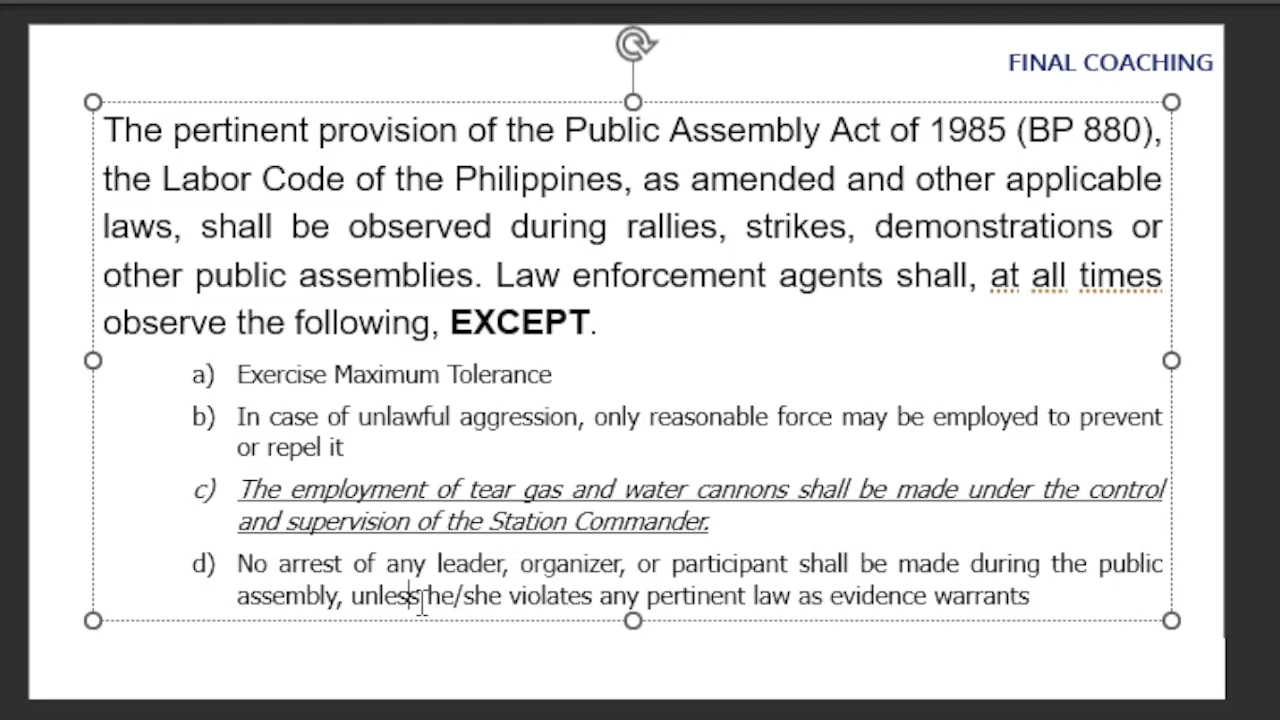 FINAL COACHING
The pertinent provision of the Public Assembly Act of 1985 (BP 880),
the Labor Code of the Philippines, as amended and other applicable
laws, shall be observed during rallies, strikes, demonstrations or
other public assemblies. Law enforcement agents shall, at all times
observe the following, EXCEPT.
a) Exercise Maximum Tolerance
b) In case of unlawful aggression, only reasonable force may be employed to prevent
or repel it
c) The employment of tear gas and water cannons shall be made under the control
and supervision of the Station Commander.
d) No arrest of any leader, organizer, or participant shall be made during the public
assembly, unless he/she violates any pertinent law as evidence warrants